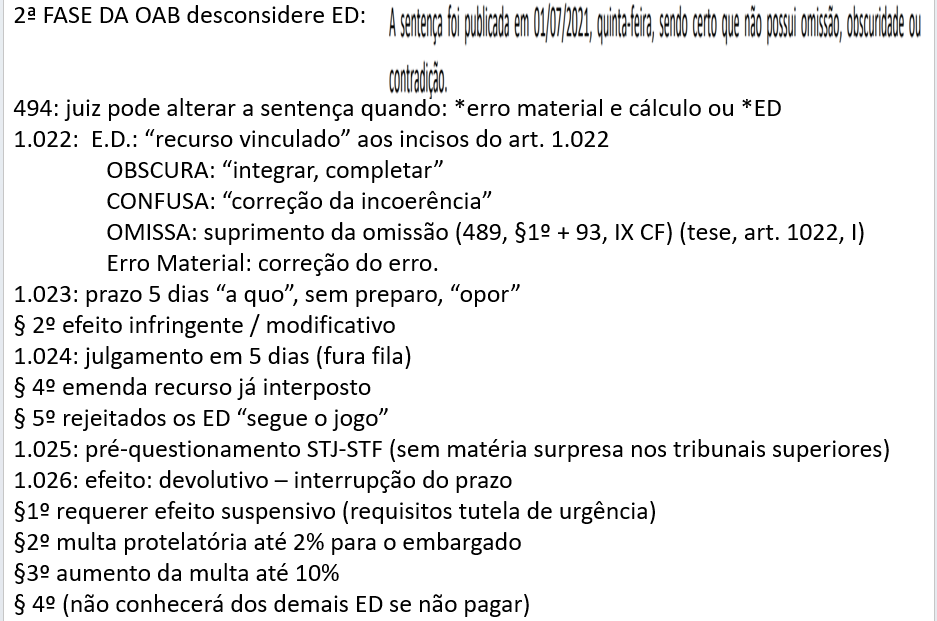 2ª FASE DA OAB desconsidere ED: A sentença foi publicada em 01/07/2021, quinta-feira, sendo certo que não possui omissão, obscuridade ou
contradição.
494: juiz pode alterar a sentença quando: *erro material e cálculo ou *ED
1.022: E.D.: “recurso vinculado” aos incisos do art. 1.022
OBSCURA: “integrar, completar”
CONFUSA: “correção da incoerência”
OMISSA: suprimento da omissão (489, §1º + 93, IX CF) (tese, art. 1022, I)
Erro Material: correção do erro.
1.023: prazo 5 dias “a quo”, sem preparo, “opor”
§ 2º efeito infringente / modificativo
1.024: julgamento em 5 dias (fura fila)
§ 4º emenda recurso já interposto
§ 5º rejeitados os ED “segue o jogo”
1.025: pré-questionamento STJ-STF (sem matéria surpresa nos tribunais superiores)
1.026: efeito: devolutivo – interrupção do prazo
§1º requerer efeito suspensivo (requisitos tutela de urgência)
§2º multa protelatória até 2% para o embargado
§3º aumento da multa até 10%
§ 4º (não conhecerá dos demais ED se não pagar)